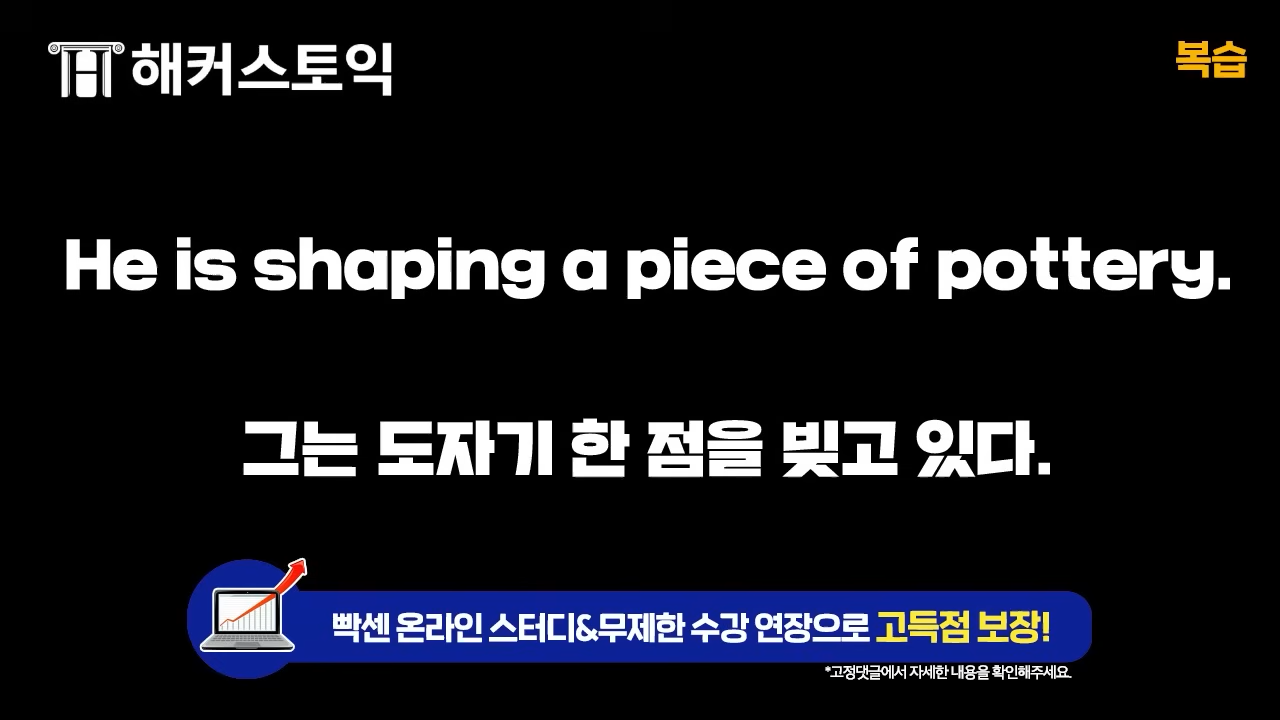 해커스토익
복습
He is shaping a piece of pottery.
그는 도자기 한 점을 빚고 있다.
빡센 온라인 스터디&무제한 수강 연장으로 고득점 보장!
*고정댓글에서 자세한 내용을 확인해주세요.